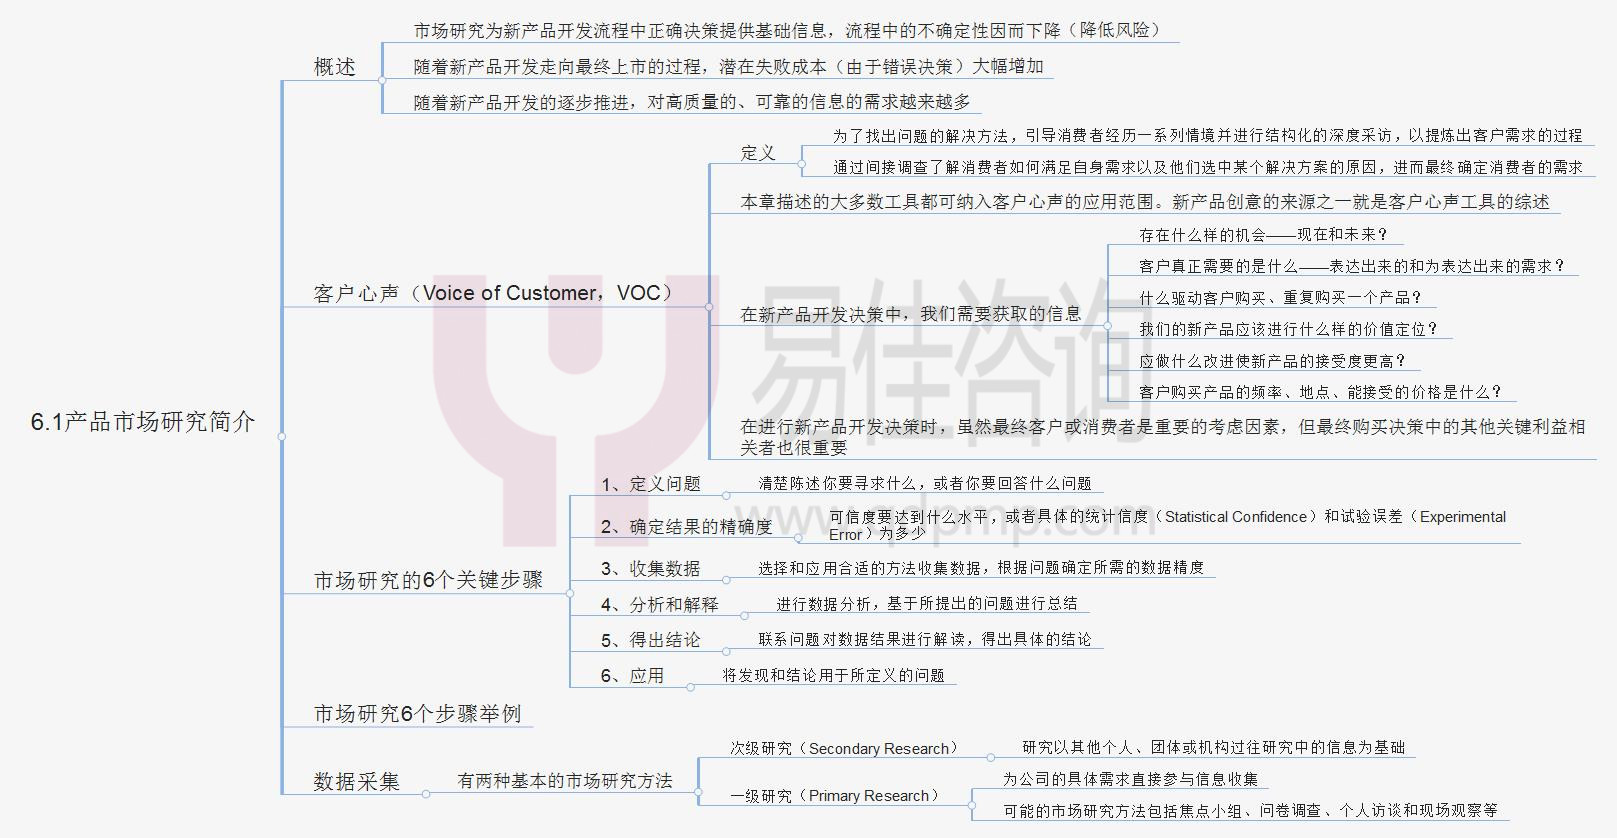 6.1产品市场研究简介
概述
市场研究为新产品开发流程中正确决策提供基础信息，流程中的不确定性因而下降（降低风险）
随着新产品开发走向最终上市的过程，潜在失败成本（由于错误决策）大幅增加
随着新产品开发的逐步推进，对高质量的、可靠的信息的需求越来越多
客户心声（Voice of Customer，VOC）
定义
为了找出问题的解决方法，引导消费者经历一系列情境并进行结构化的深度采访，以提炼出客户需求的过程
通过间接调查了解消费者如何满足自身需求以及他们选中某个解决方案的原因，进而最终确定消费者的需求
本章描述的大多数工具都可纳入客户心声的应用范围。新产品创意的来源之一就是客户心声工具的综述
在新产品开发决策中，我们需要获取的信息
存在什么样的机会——现在和未来？
客户真正需要的是什么——表达出来的和为表达出来的需求？
什么驱动客户购买、重复购买一个产品？
我们的新产品应该进行什么样的价值定位？
应做什么改进使新产品的接受度更高？
客户购买产品的频率、地点、能接受的价格是什么？
在进行新产品开发决策时，虽然最终客户或消费者是重要的考虑因素，但最终购买决策中的其他关键利益相
关者也很重要
市场研究的6个关键步骤
1、定义问题
清楚陈述你要寻求什么，或者你要回答什么问题
2、确定结果的精确度
可信度要达到什么水平，或者具体的统计信度（Statistical Confidence）和试验误差（Experimental
Error）为多少
3、收集数据
选择和应用合适的方法收集数据，根据问题确定所需的数据精度
4、分析和解释
进行数据分析，基于所提出的问题进行总结
5、得出结论
联系问题对数据结果进行解读，得出具体的结论
6、应用
将发现和结论用于所定义的问题
市场研究6个步骤举例
数据采集
有两种基本的市场研究方法
次级研究（Secondary Research）
研究以其他个人、团体或机构过往研究中的信息为基础
一级研究（Primary Research）
为公司的具体需求直接参与信息收集
可能的市场研究方法包括焦点小组、问卷调查、个人访谈和现场观察等
易佳咨询